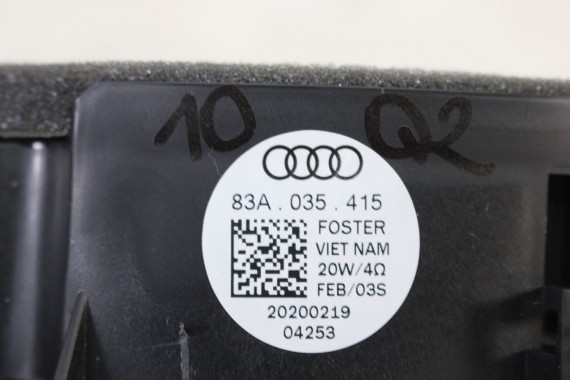 10 Q2
83A . 035 . 415
FOSTER
VIET NAM
20W/4Ω
FEB/03S
20200219
04253